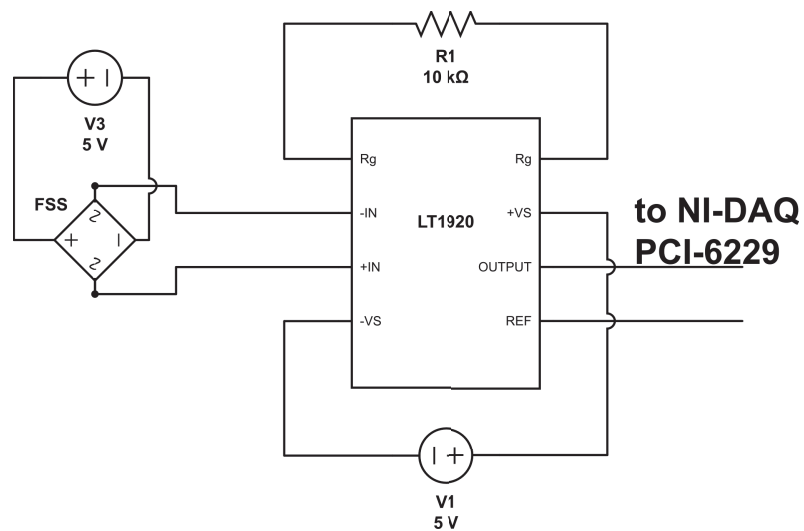 R1
10 kΩ
+ −
V3
5 V
FSS
+ −
Rg
Rg
-IN
+VS
LT1920
+IN
OUTPUT
-VS
REF
to NI-DAQ
PCI-6229
− +
V1
5 V